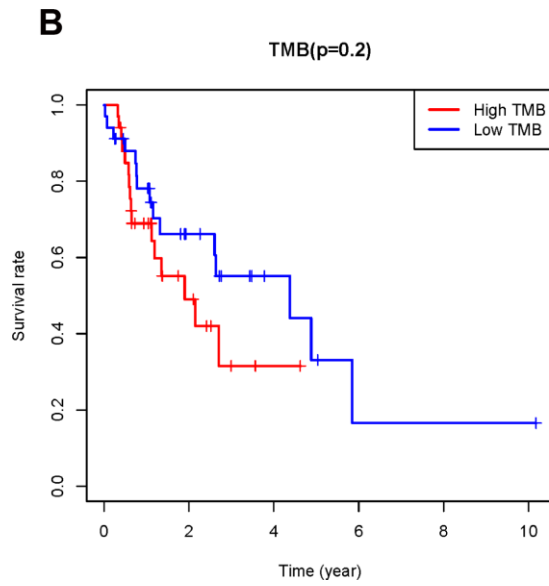 B
TMB(p=0.2)
High TMB
Low TMB
1.0
0.8
0.6
0.4
0.2
0.0
Survival rate
0 2 4 6 8 10
Time (year)